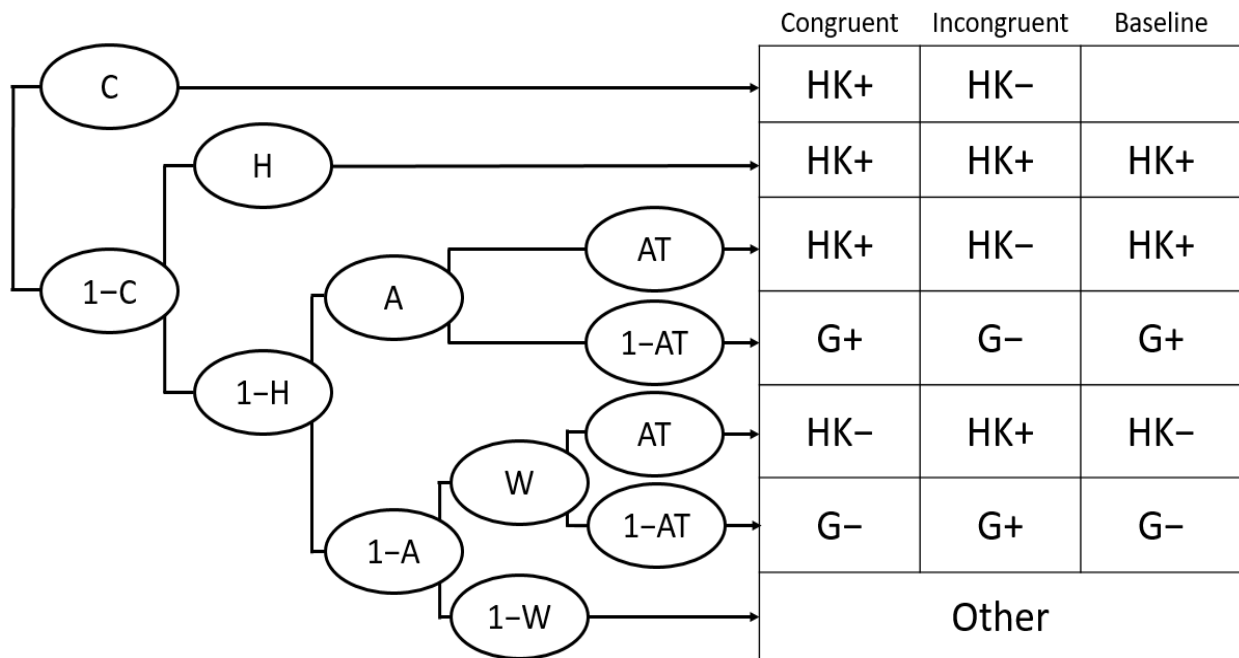 Congruent Incongruent Baseline
C HK+ HK−
H HK+ HK+ HK+
AT HK+ HK− HK+
1−C A
1−AT G+ G− G+
1−H
AT HK− HK+ HK−
W
1−AT G− G+ G−
1−A
1−W Other